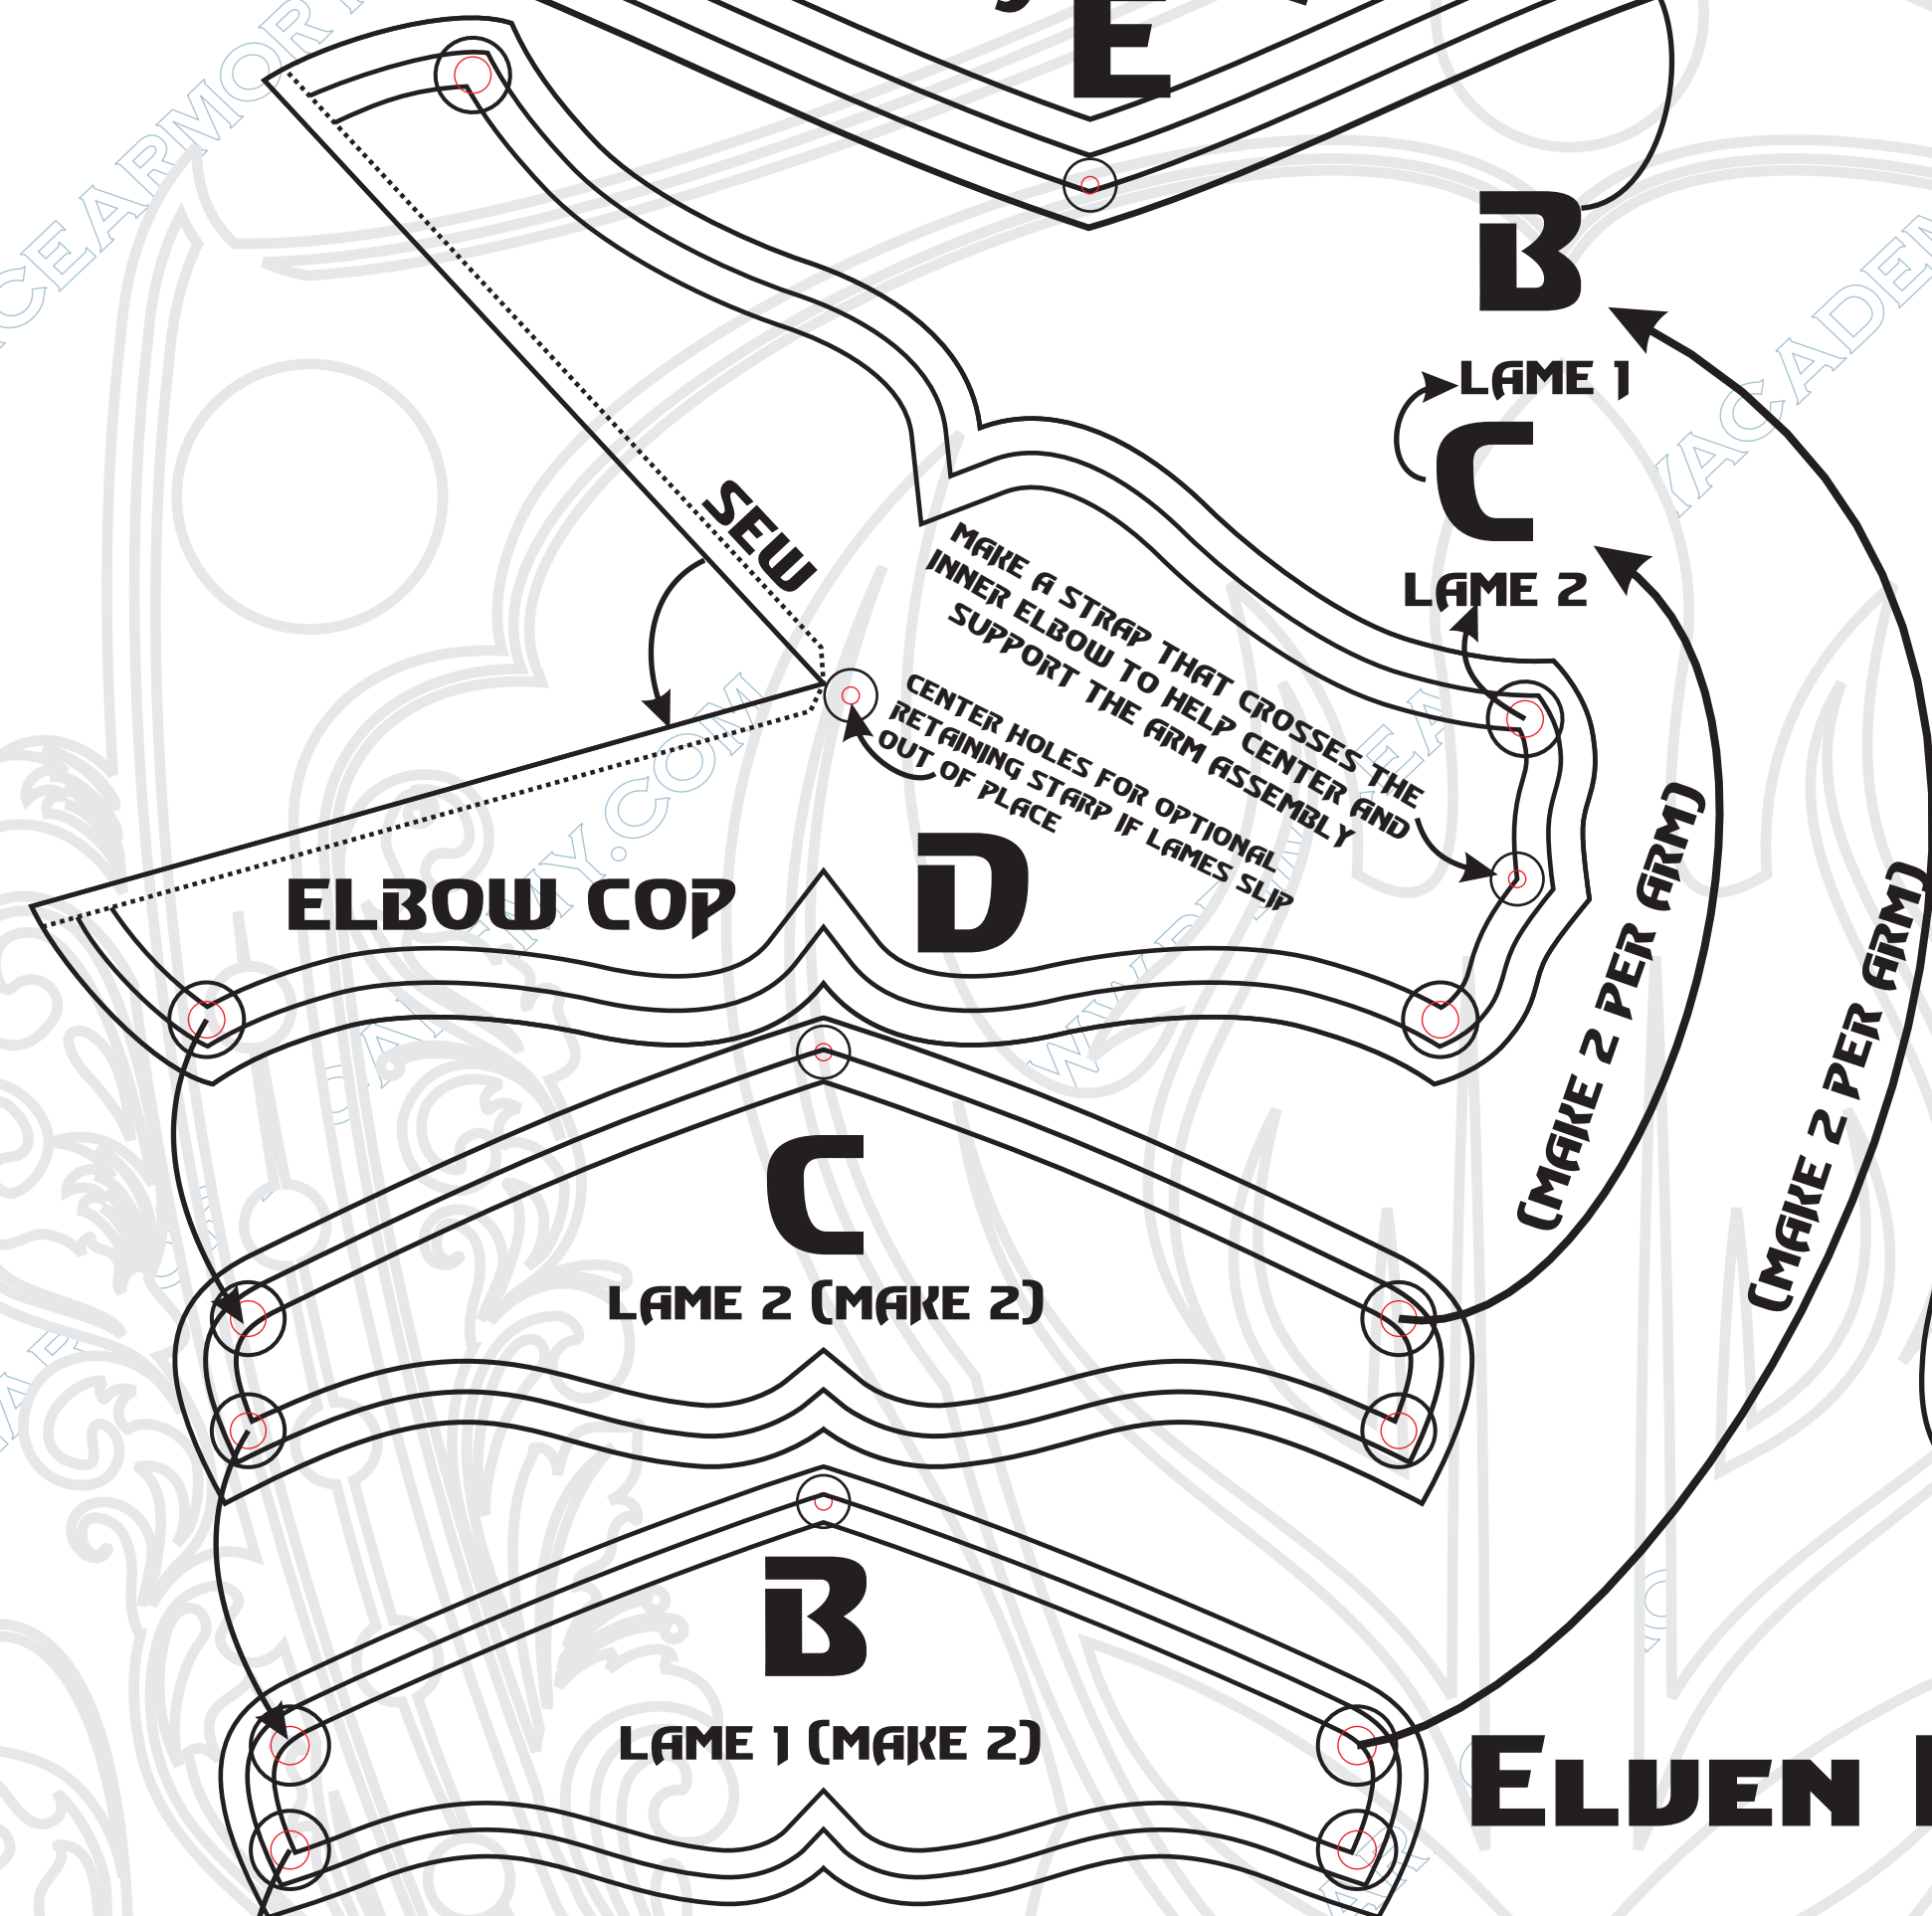 E
B
LAME 1
C
LAME 2
SEW
MAKE A STRAP THAT CROSSES THE
INNER ELBOW TO HELP CENTER AND
SUPPORT THE ARM ASSEMBLY
CENTER HOLES FOR OPTIONAL
RETAINING STARP IF LAMES SLIP
OUT OF PLACE
ELBOW COP
D
(MAKE 2 PER ARM)
(MAKE 2 PER ARM)
C
LAME 2 (MAKE 2)
B
LAME 1 (MAKE 2)
ELVEN